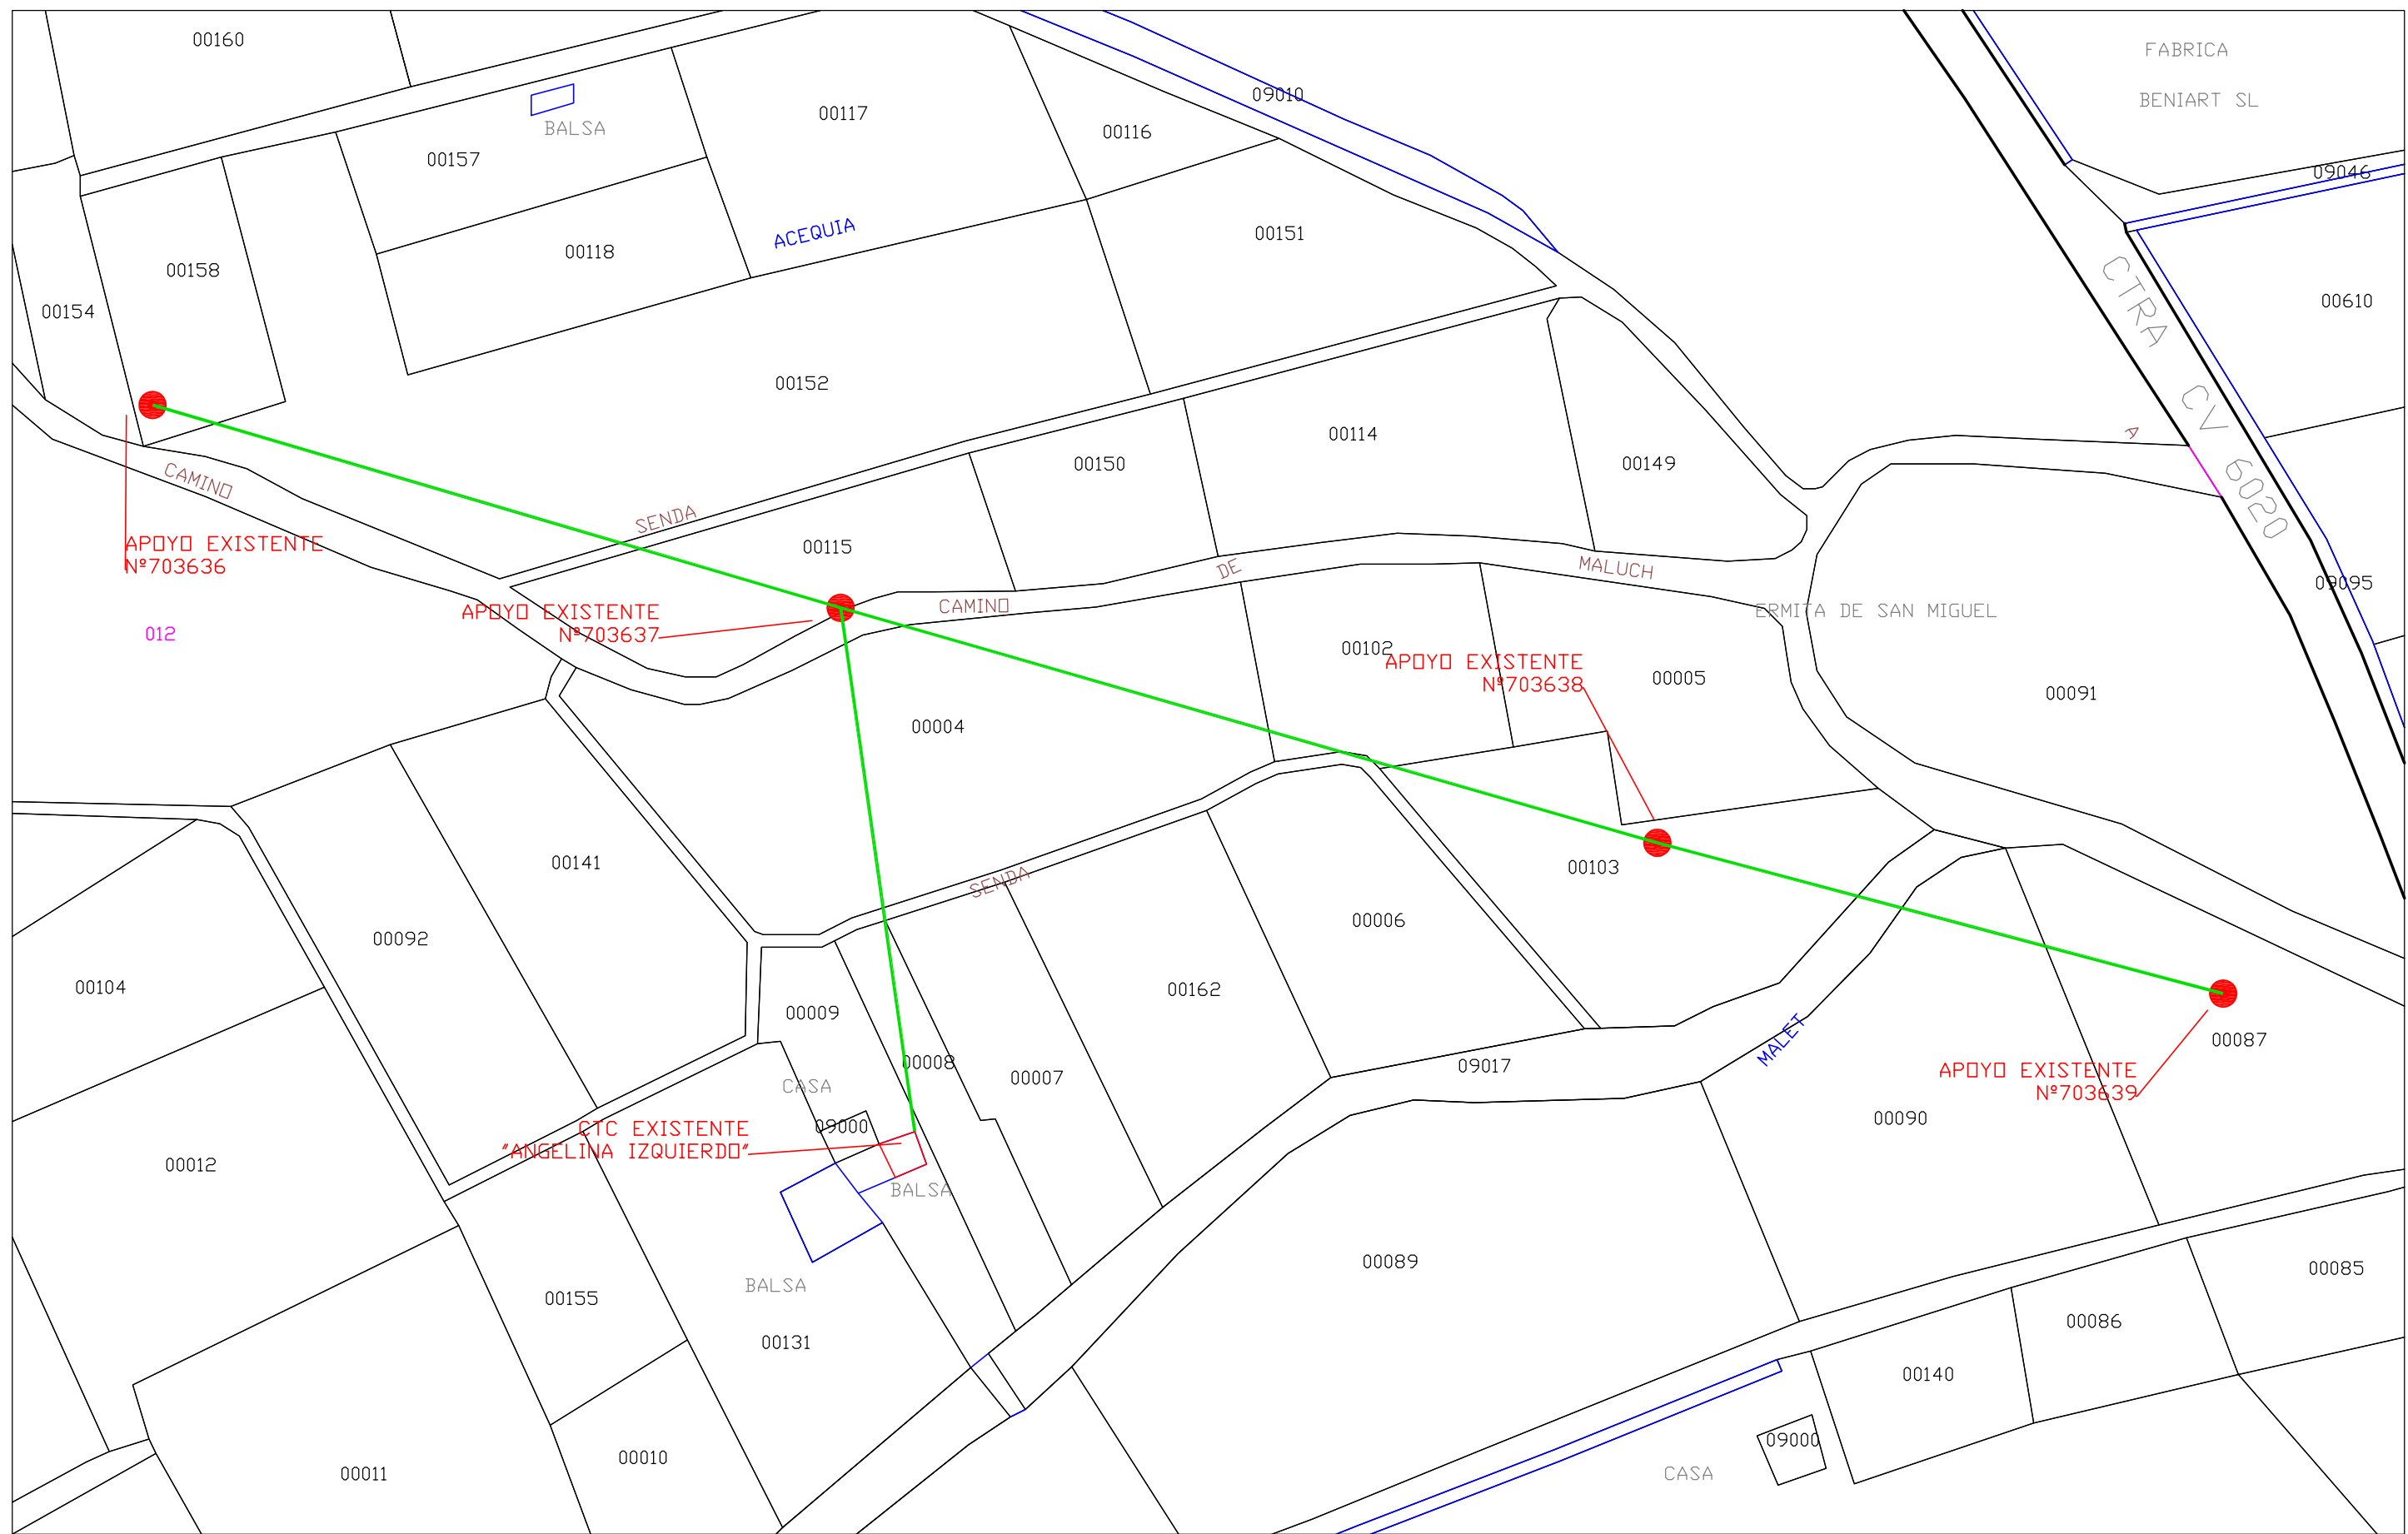 00160
FABRICA
BENIART SL
09010
00117
00116
BALSA
00157
09046
ACEQUIA
00151
00118
00158
00154
00610
CTRA CV 6020
00152
A
00114
00150
00149
CAMINO
SENDA
APOYO EXISTENTE
Nº703636
00115
DE
MALUCH
09095
CAMINO
APOYO EXISTENTE
Nº703637
ERMITA DE SAN MIGUEL
012
00102
APOYO EXISTENTE
Nº703638
00005
00091
00004
00141
00103
SENDA
00006
00092
00104
00162
00009
MALET
00087
00008
09017
00007
APOYO EXISTENTE
Nº703639
CASA
00090
09000
CTC EXISTENTE
"ANGELINA IZQUIERDO"
00012
BALSA
00089
00085
BALSA
00155
00086
00131
00140
09000
00010
00011
CASA